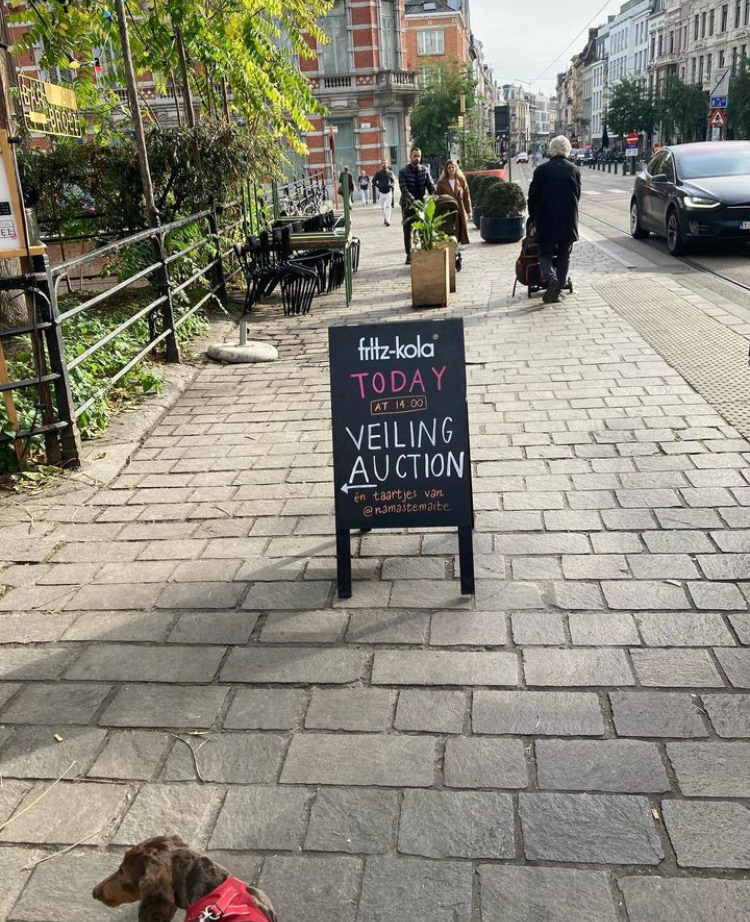 fritz-kola®
TODAY
AT 14.00
VEILING
AUCTION
én taartjes van
@namastemaite